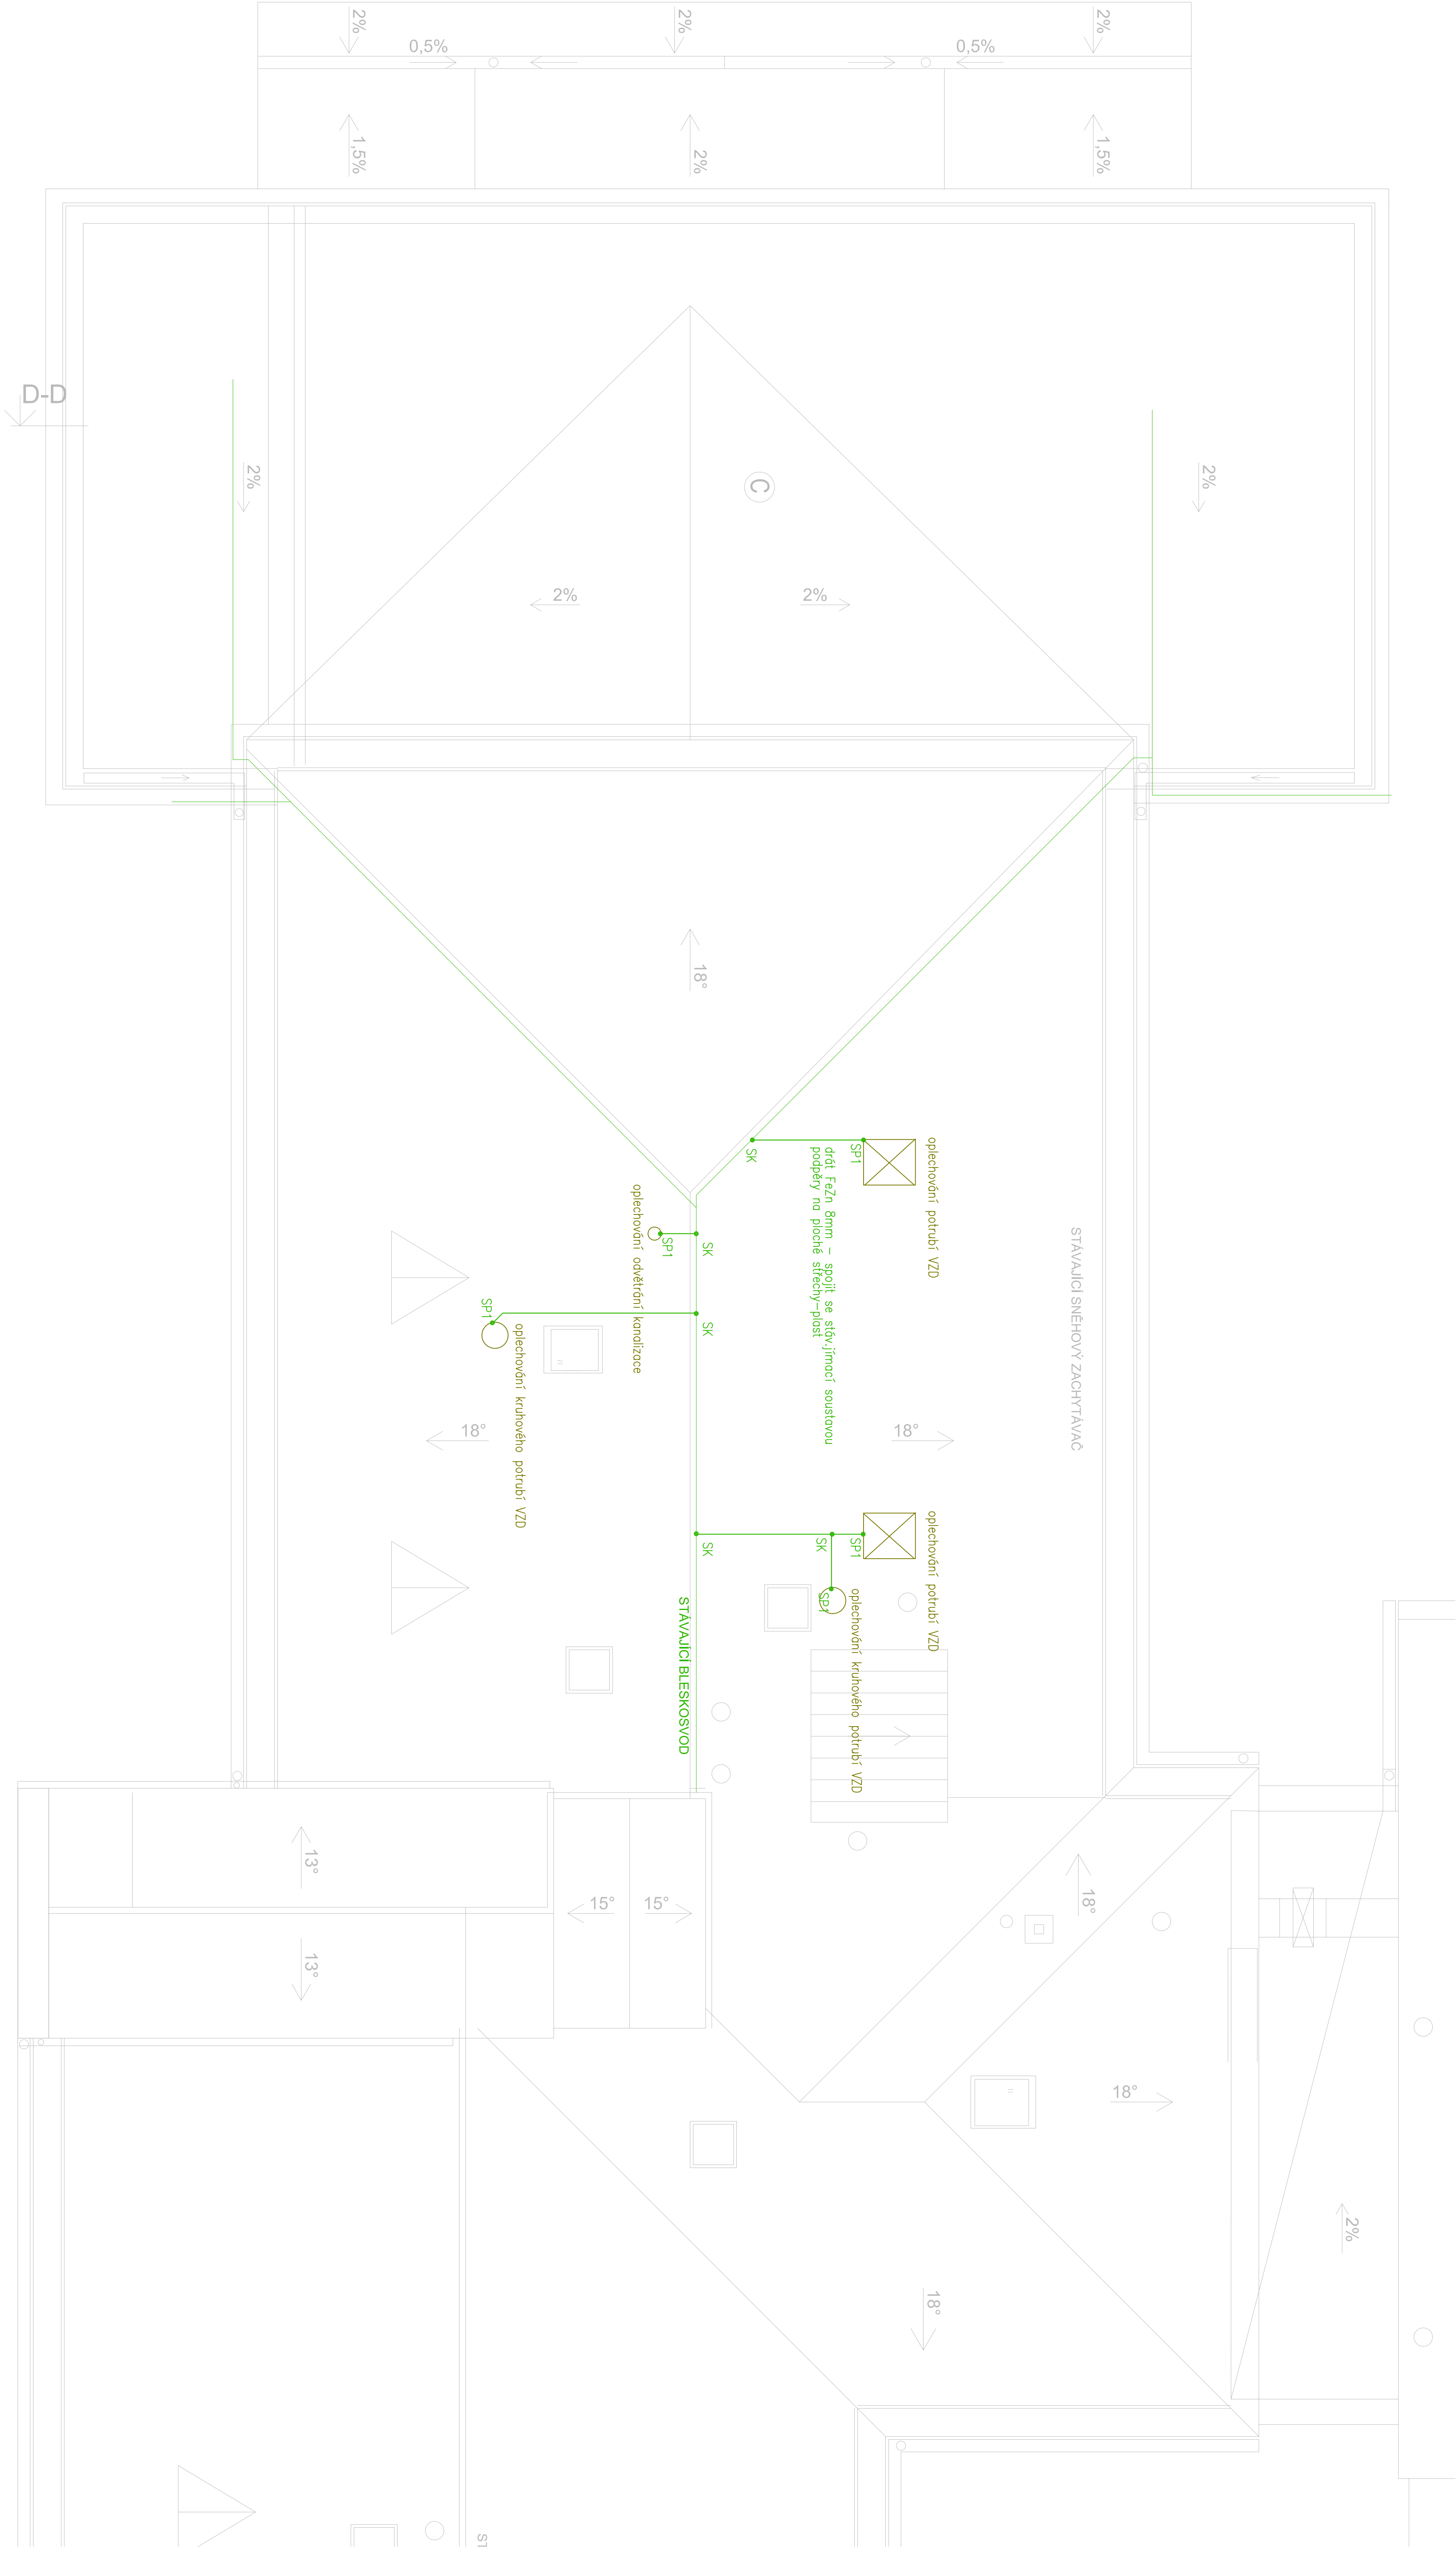 2%
2%
2%
0,5%
0,5%
1,5%
2%
1,5%
D-D
2%
C
2%
2%
2%
18°
oplechování potrubí VZD
SP1
SK
drát FeZn 8mm – spojit se stáv.jímací soustavou
podpěry na ploché střechy–plast
oplechování odvětrání kanalizace
SP1
SK
STÁVAJÍCÍ SNĚHOVÝ ZACHYTÁVAČ
SP1
SK
oplechování kruhového potrubí VZD
18°
18°
oplechování potrubí VZD
SP1
SK
SK
SP1
oplechování kruhového potrubí VZD
STÁVAJÍCÍ BLESKOSVOD
13°
15°
15°
18°
13°
18°
2%
18°
ST